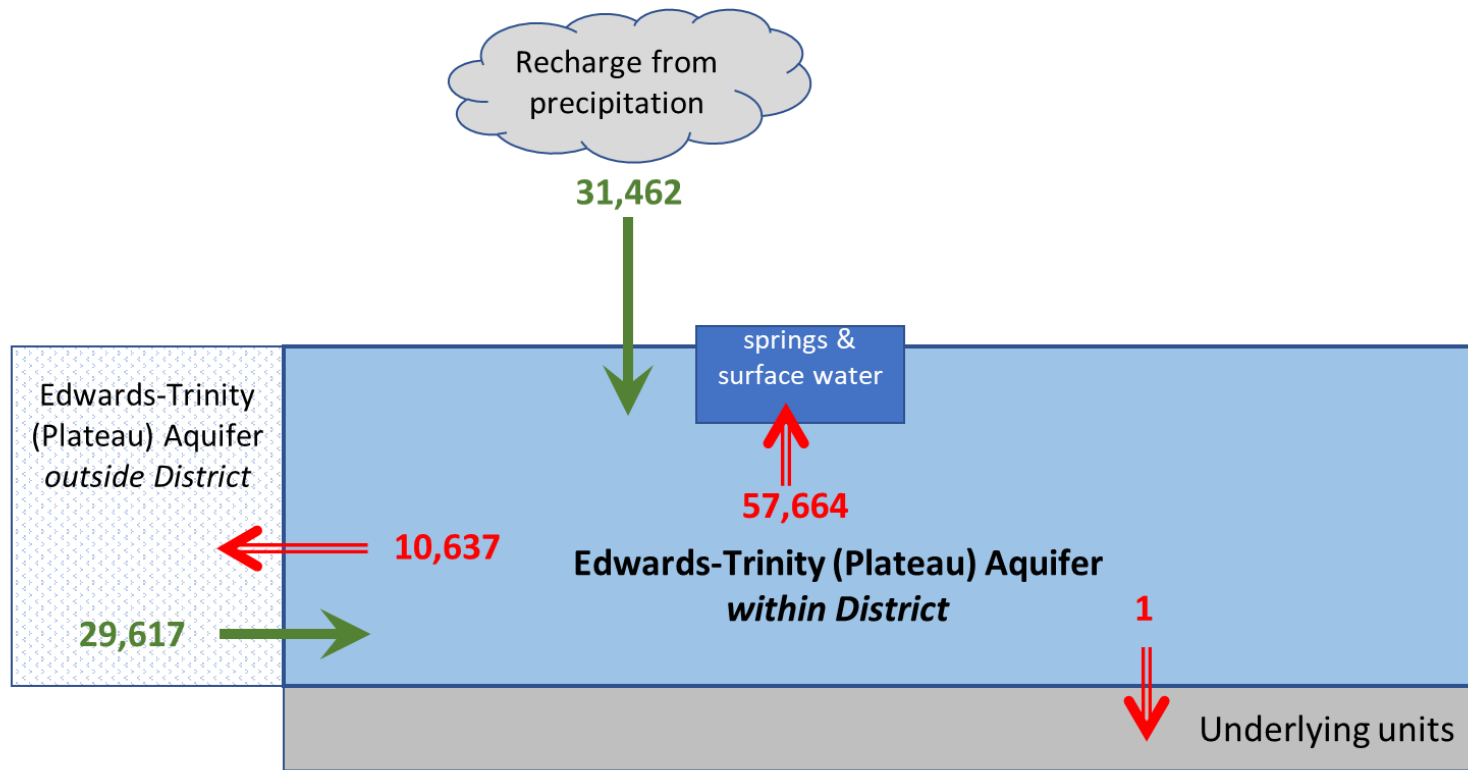 Recharge from
precipitation
31,462
springs &
surface water
Edwards-Trinity
(Plateau) Aquifer
outside District
57,664
10,637
Edwards-Trinity (Plateau) Aquifer
within District
1
29,617
Underlying units